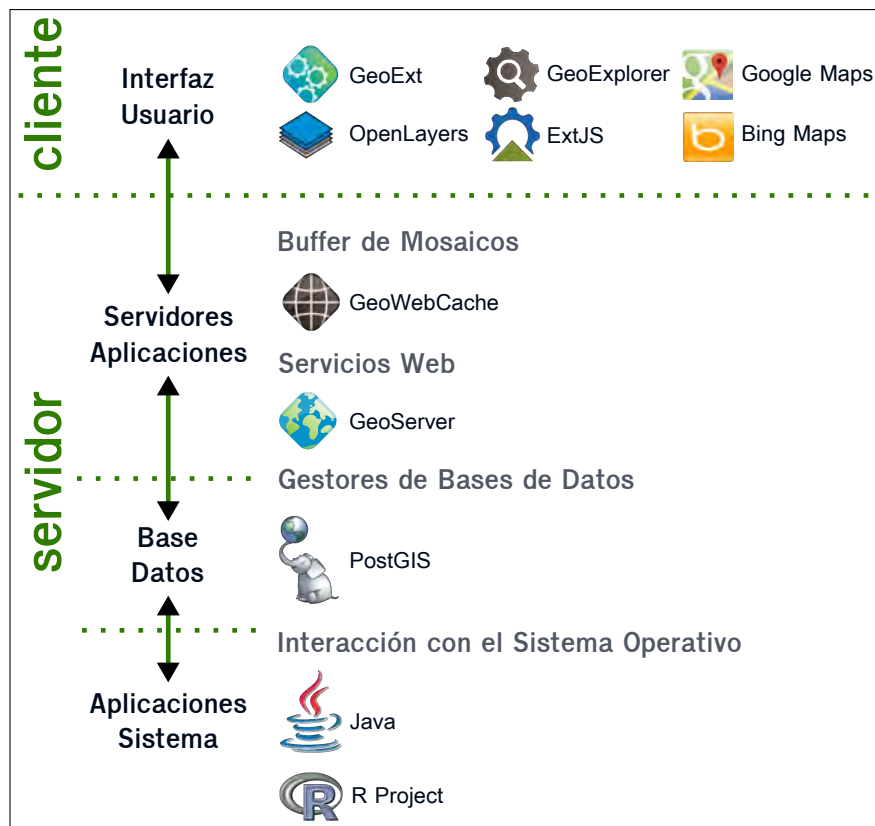 cliente
Interfaz
Usuario
GeoExt
GeoExplorer
Google Maps
OpenLayers
ExtJS
Bing Maps
servidor
Servidores
Aplicaciones
Buffer de Mosaicos
GeoWebCache
Servicios Web
GeoServer
Base
Datos
Gestores de Bases de Datos
PostGIS
Aplicaciones
Sistema
Interacción con el Sistema Operativo
Java
R Project